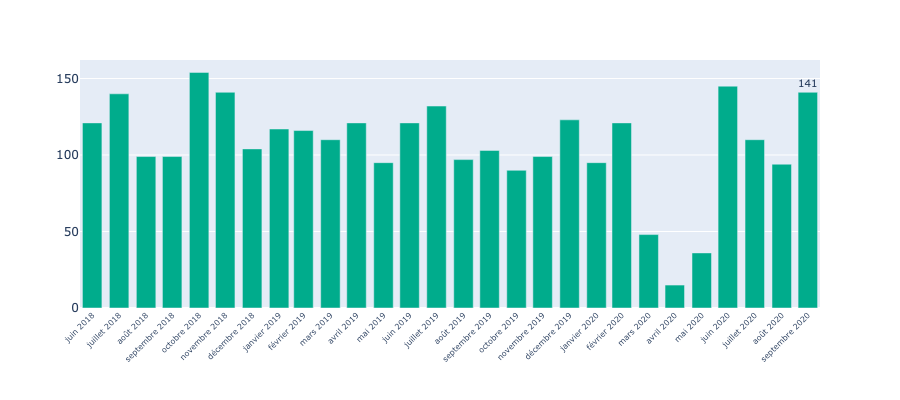 150
100
50
0
141
juin 2018
juillet 2018
août 2018
septembre 2018
octobre 2018
novembre 2018
décembre 2018
janvier 2019
février 2019
mars 2019
avril 2019
mai 2019
juin 2019
juillet 2019
août 2019
septembre 2019
octobre 2019
novembre 2019
décembre 2019
janvier 2020
février 2020
mars 2020
avril 2020
mai 2020
juin 2020
juillet 2020
août 2020
septembre 2020